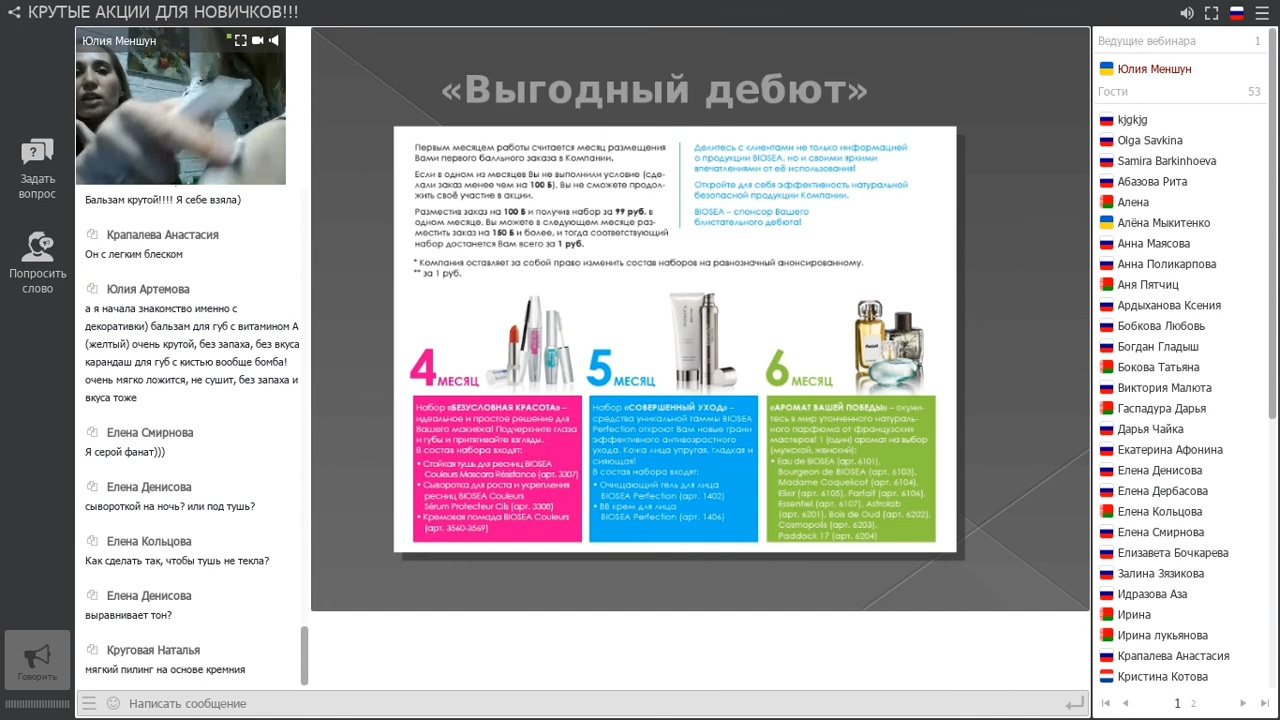 КРУТЫЕ АКЦИИ ДЛЯ НОВИЧКОВ!!!
Задать
вопрос
Попросить
слово
Говорить
Юлия Меншун
Бальзам крутой!!!! Я себе взяла)
Крапалева Анастасия
Он с легким блеском
Юлия Артемова
а я начала знакомство именно с
декоративки) бальзам для губ с витамином А
(желтый) очень крутой, без запаха, без вкуса
карандаш для губ с кистью вообще бомба!
очень мягко ложится, не сушит, без запаха и
вкуса тоже
Елена Смирнова
Я серой фанат)))
Елена Денисова
сывороткой на ночь? или под тушь?
Елена Кольцова
Как сделать так, чтобы тушь не текла?
Елена Денисова
выравнивает тон?
Круговая Наталья
мягкий пилинг на основе кремния
Написать сообщение
«Выгодный дебют»
Первым месяцем работы считается месяц размещения
Вами первого балльного заказа в Компании.
Если в одном из месяцев Вы не выполнили условие (сде-
лали заказ менее чем на 100 Б), Вы не сможете продол-
жить своё участие в акции.
Разместив заказ на 100 Б и получив набор за 99 руб. в
одном месяце, Вы можете в следующем месяце раз-
местить заказ на 150 Б и более, и тогда соответствующий
набор достанется Вам всего за 1 руб.
Делитесь с клиентами не только информацией
о продукции BIOSEA, но и своими яркими
впечатлениями от её использования!
Откройте для себя эффективность натуральной
безопасной продукции Компании.
BIOSEA – спонсор Вашего
блистательного дебюта!
* Компания оставляет за собой право изменить состав наборов на равнозначный анонсированному.
** за 1 руб.
4 МЕСЯЦ
Набор «БЕЗУСЛОВНАЯ КРАСОТА» –
идеальное и простое решение для
Вашего макияжа! Подчеркните глаза
и губы и притягивайте взгляды.
В состав набора входят:
• Стойкая тушь для ресниц BIOSEA
Couleurs Mascara Résistance (арт. 3307)
• Сыворотка для роста и укрепления
ресниц BIOSEA Couleurs
Sérum Protecteur Cils (арт. 3308)
• Кремовая помада BIOSEA Couleurs
(арт. 3560-3569)
5 МЕСЯЦ
Набор «СОВЕРШЕННЫЙ УХОД» –
средства уникальной гаммы BIOSEA
Perfection откроют Вам новые грани
эффективного антивозрастного
ухода. Кожа лица упругая, гладкая и
сияющая!
В состав набора входят:
• Очищающий гель для лица
BIOSEA Perfection (арт. 1402)
• BB крем для лица
BIOSEA Perfection (арт. 1406)
6 МЕСЯЦ
«АРОМАТ ВАШЕЙ ПОБЕДЫ» – окуни-
тесь в мир утонченного натураль-
ного парфюма от французских
мастеров! 1 (один) аромат на выбор
(мужской, женский):
• Eau de BIOSEA (арт. 6101),
Bourgeon de BIOSEA (арт. 6103),
Madame Coquelicot (арт. 6104),
Elixir (арт. 6105), Parfait (арт. 6106),
Essentiel (арт. 6107), Astrolab
(арт. 6201), Bois de Oud (арт. 6202),
Cosmopolis (арт. 6203),
Paddock 17 (арт. 6204)
Ведущие вебинара 1
Юлия Меншун
Гости 53
kjgkjg
Olga Savkina
Samira Barkinhoeva
Абазова Рита
Алена
Алёна Мыкитенко
Анна Маясова
Анна Поликарпова
Аня Пятчиц
Ардыханова Ксения
Бобкова Любовь
Богдан Гладыш
Бокова Татьяна
Виктория Малюта
Гаспадура Дарья
Дарья Чайка
Екатерина Афонина
Елена Денисова
Елена Дербасова
Елена Кольцова
Елена Смирнова
Елизавета Бочкарева
Залина Зязикова
Идразова Аза
Ирина
Ирина лукьянова
Крапалева Анастасия
Кристина Котова
1 2